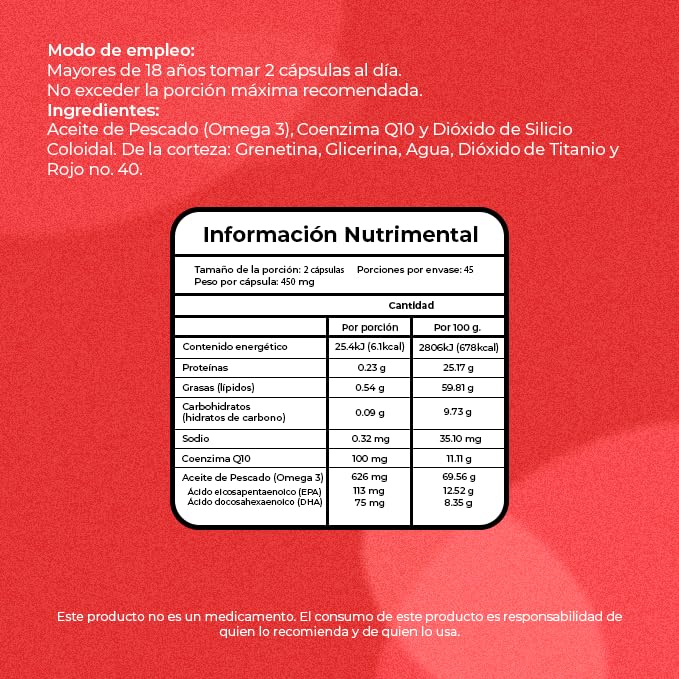 Modo de empleo:
Mayores de 18 años tomar 2 cápsulas al día.
No exceder la porción máxima recomendada.
Ingredientes:
Aceite de Pescado (Omega 3), Coenzima Q10 y Dióxido de Silicio
Coloidal. De la corteza: Grenetina, Glicerina, Agua, Dióxido de Titanio y
Rojo no. 40.
Información Nutrimental
Tamaño de la porción: 2 cápsulas Porciones por envase: 45
Peso por cápsula: 450 mg
Cantidad
Por porción Por 100 g.
Contenido energético 25.4kJ (6.1kcal) 2806kJ (678kcal)
Proteínas 0.23 g 25.17 g
Grasas (lípidos) 0.54 g 59.81 g
Carbohidratos
(hidratos de carbono) 0.09 g 9.73 g
Sodio 0.32 mg 35.10 mg
Coenzima Q10 100 mg 11.11 g
Aceite de Pescado (Omega 3) 626 mg 69.56 g
Ácido eicosapentaenoico (EPA) 113 mg 12.52 g
Ácido docosahexaenoico (DHA) 75 mg 8.35 g
Este producto no es un medicamento. El consumo de este producto es responsabilidad de
quien lo recomienda y de quien lo usa.